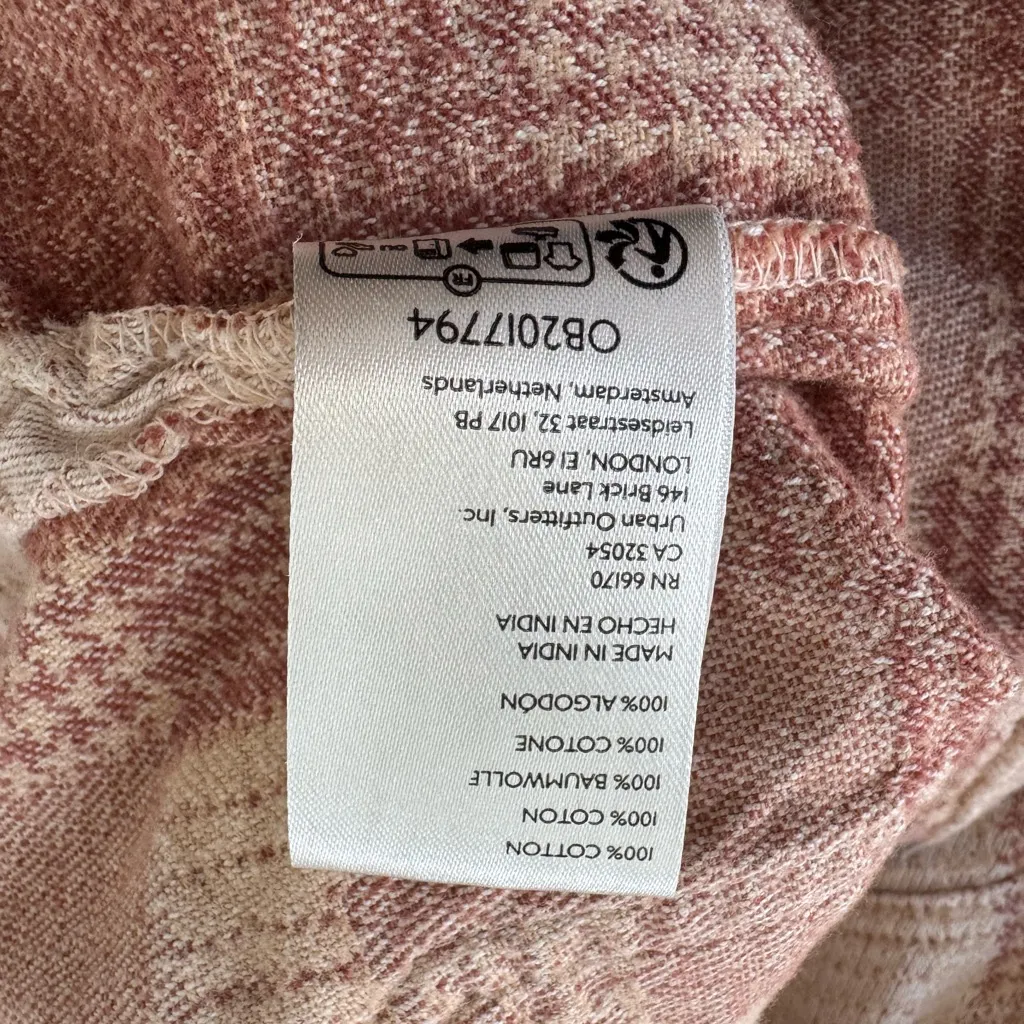 100% COTTON
100% COTON
100% BAUMWOLLE
100% COTONE
100% ALGODÓN
MADE IN INDIA
HECHO EN INDIA
RN 66170
CA 32054
Urban Outfitters, Inc.
146 Brick Lane
LONDON, E1 6RU
Leidsestraat 32, 1017 PB
Amsterdam, Netherlands
OB2017794
FR